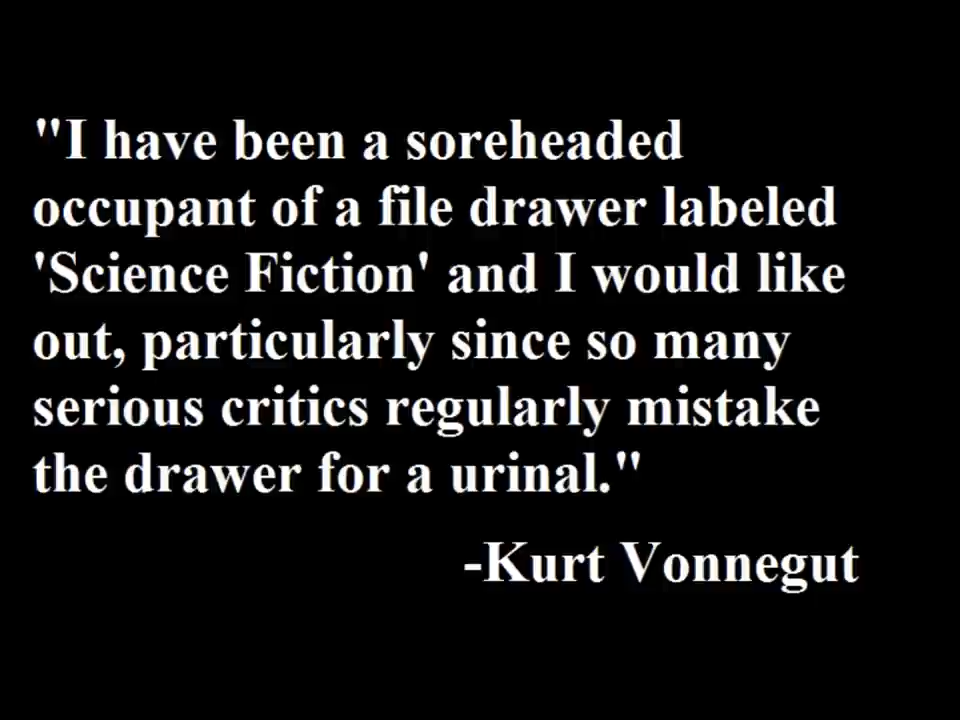 "I have been a soreheaded
occupant of a file drawer labeled
'Science Fiction' and I would like
out, particularly since so many
serious critics regularly mistake
the drawer for a urinal."
-Kurt Vonnegut